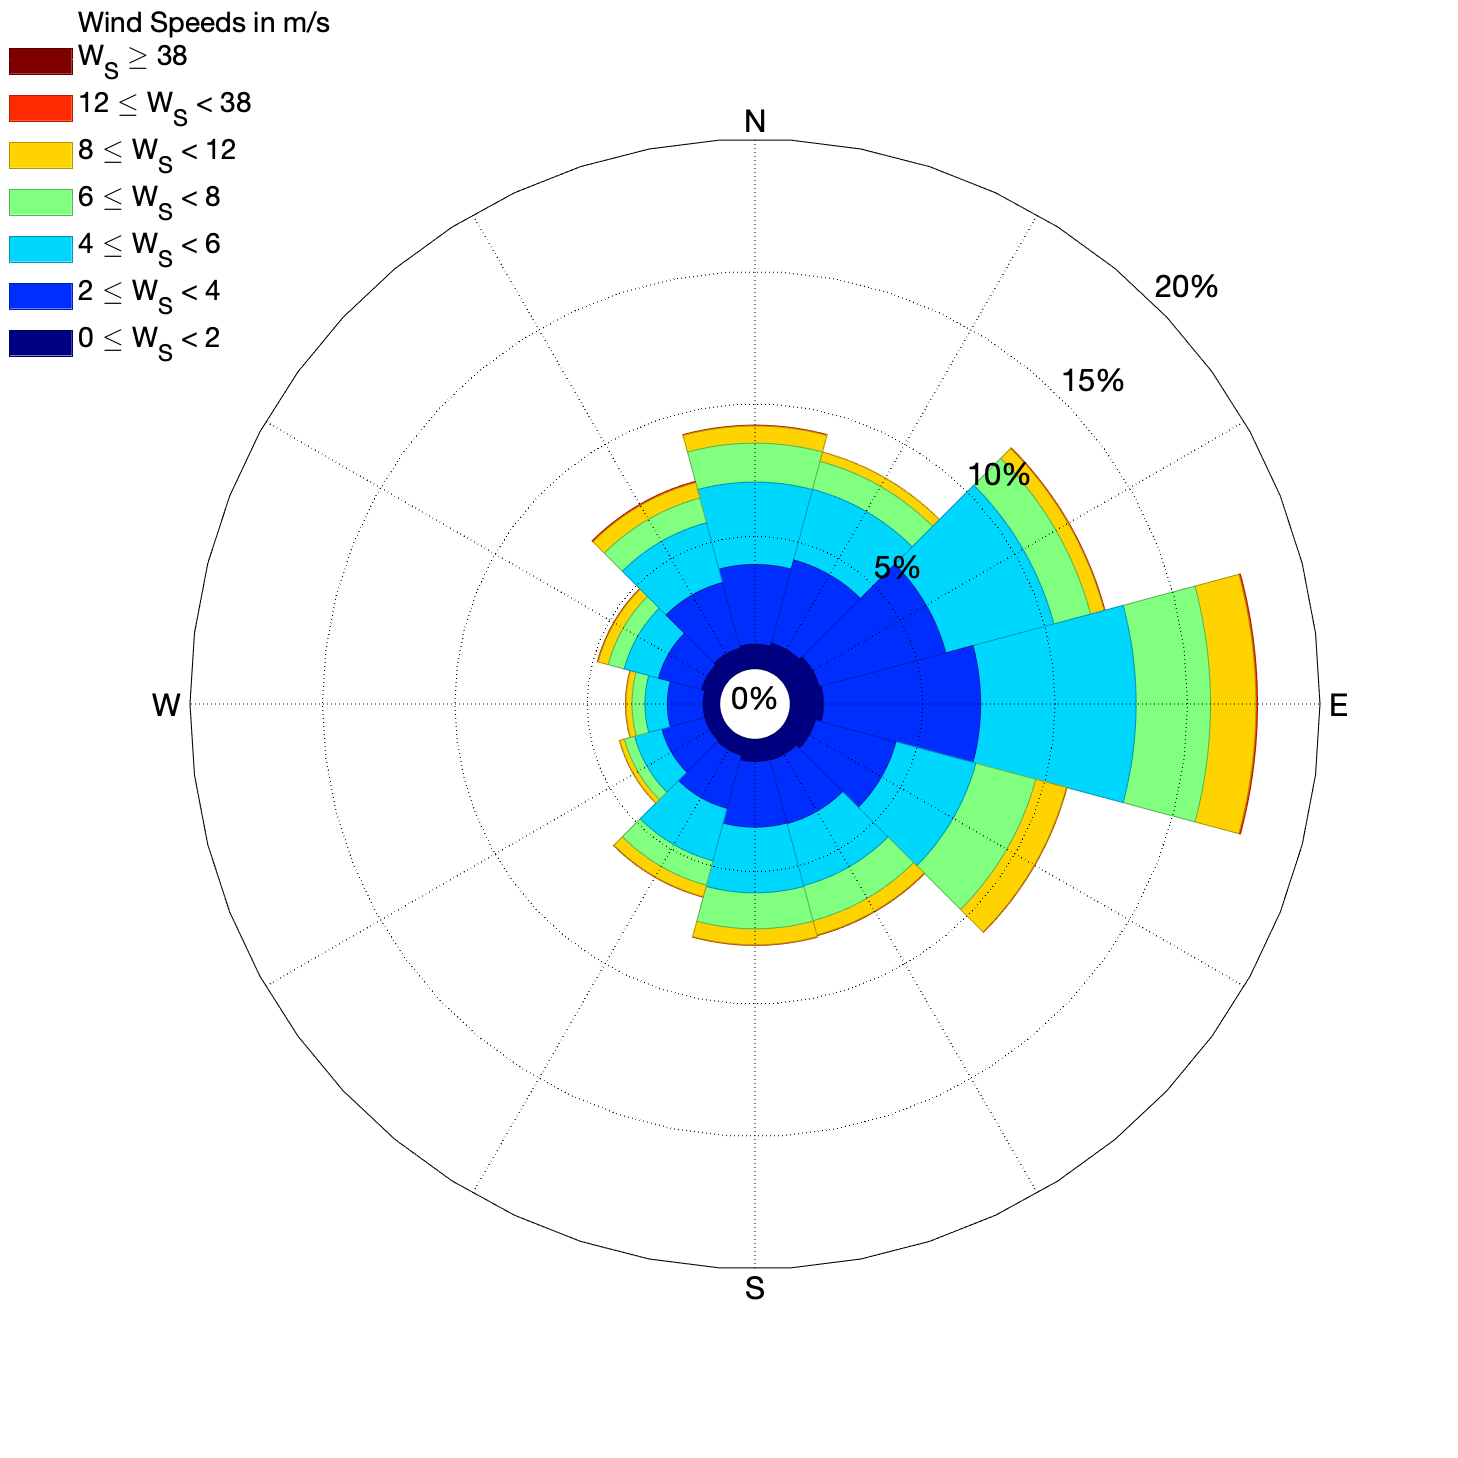 Wind Speeds in m/s
W_S ≥ 38
12 ≤ W_S < 38
8 ≤ W_S < 12
6 ≤ W_S < 8
4 ≤ W_S < 6
2 ≤ W_S < 4
0 ≤ W_S < 2
N
20%
15%
10%
5%
0%
W
E
S